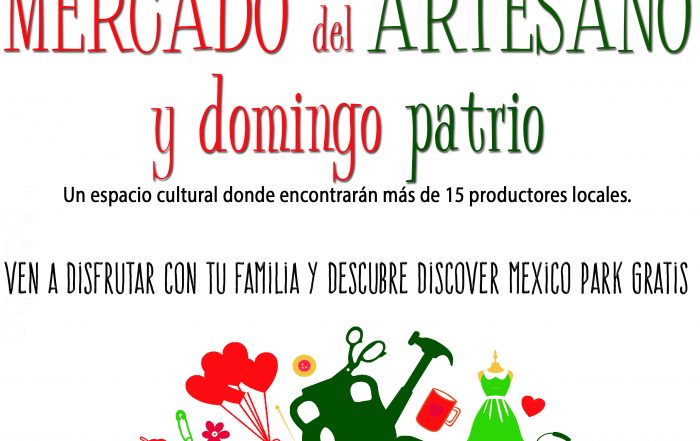 MERCADO del ARTESANO
y domingo patrio
Un espacio cultural donde encontrarán más de 15 productores locales.
VEN A DISFRUTAR CON TU FAMILIA Y DESCUBRE DISCOVER MEXICO PARK GRATIS